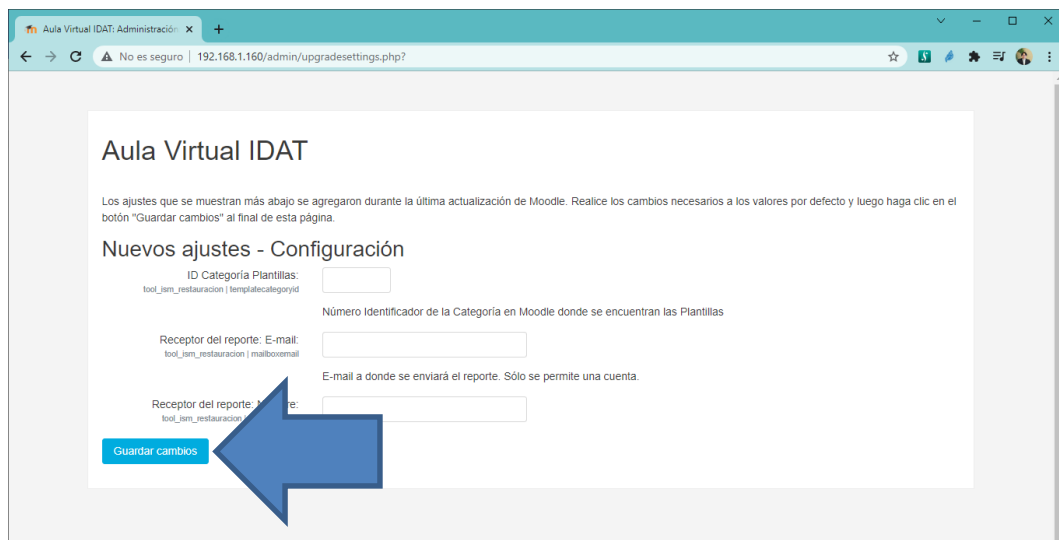 Aula Virtual IDAT: Administración
No es seguro | 192.168.1.160/admin/upgradesettings.php?
Aula Virtual IDAT
Los ajustes que se muestran más abajo se agregaron durante la última actualización de Moodle. Realice los cambios necesarios a los valores por defecto y luego haga clic en el
botón "Guardar cambios" al final de esta página.
Nuevos ajustes - Configuración
ID Categoría Plantillas:
tool_ism_restauracion | templatecategoryid
Número Identificador de la Categoría en Moodle donde se encuentran las Plantillas
Receptor del reporte: E-mail:
tool_ism_restauracion | mailboxemail
E-mail a donde se enviará el reporte. Sólo se permite una cuenta.
Receptor del reporte:
tool_ism_restauracion
Guardar cambios